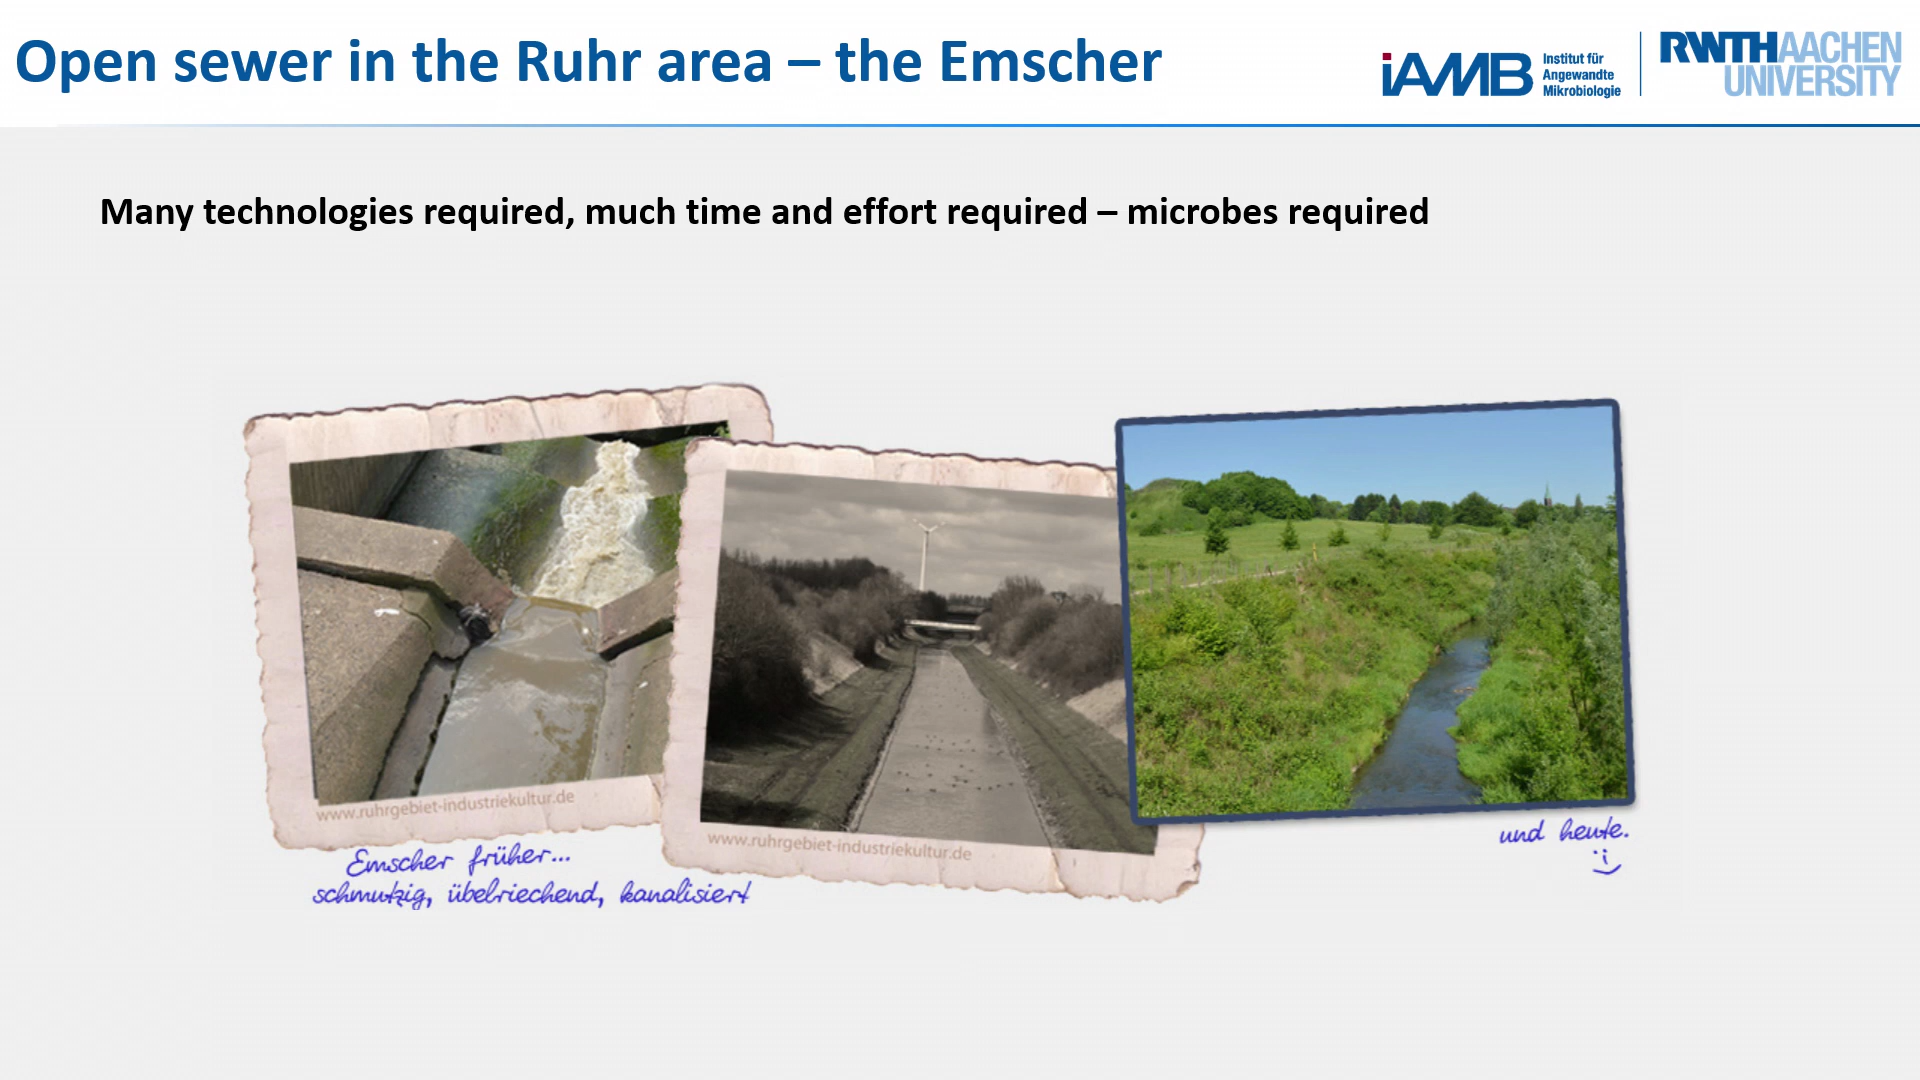 Open sewer in the Ruhr area – the Emscher
iAMB
Institut für
Angewandte
Mikrobiologie
RWTHAACHEN
UNIVERSITY
Many technologies required, much time and effort required – microbes required
www.ruhrgebiet-industriekultur.de
www.ruhrgebiet-industriekultur.de
Emscher früher...
schmutzig, übelriechend, kanalisiert
und heute.